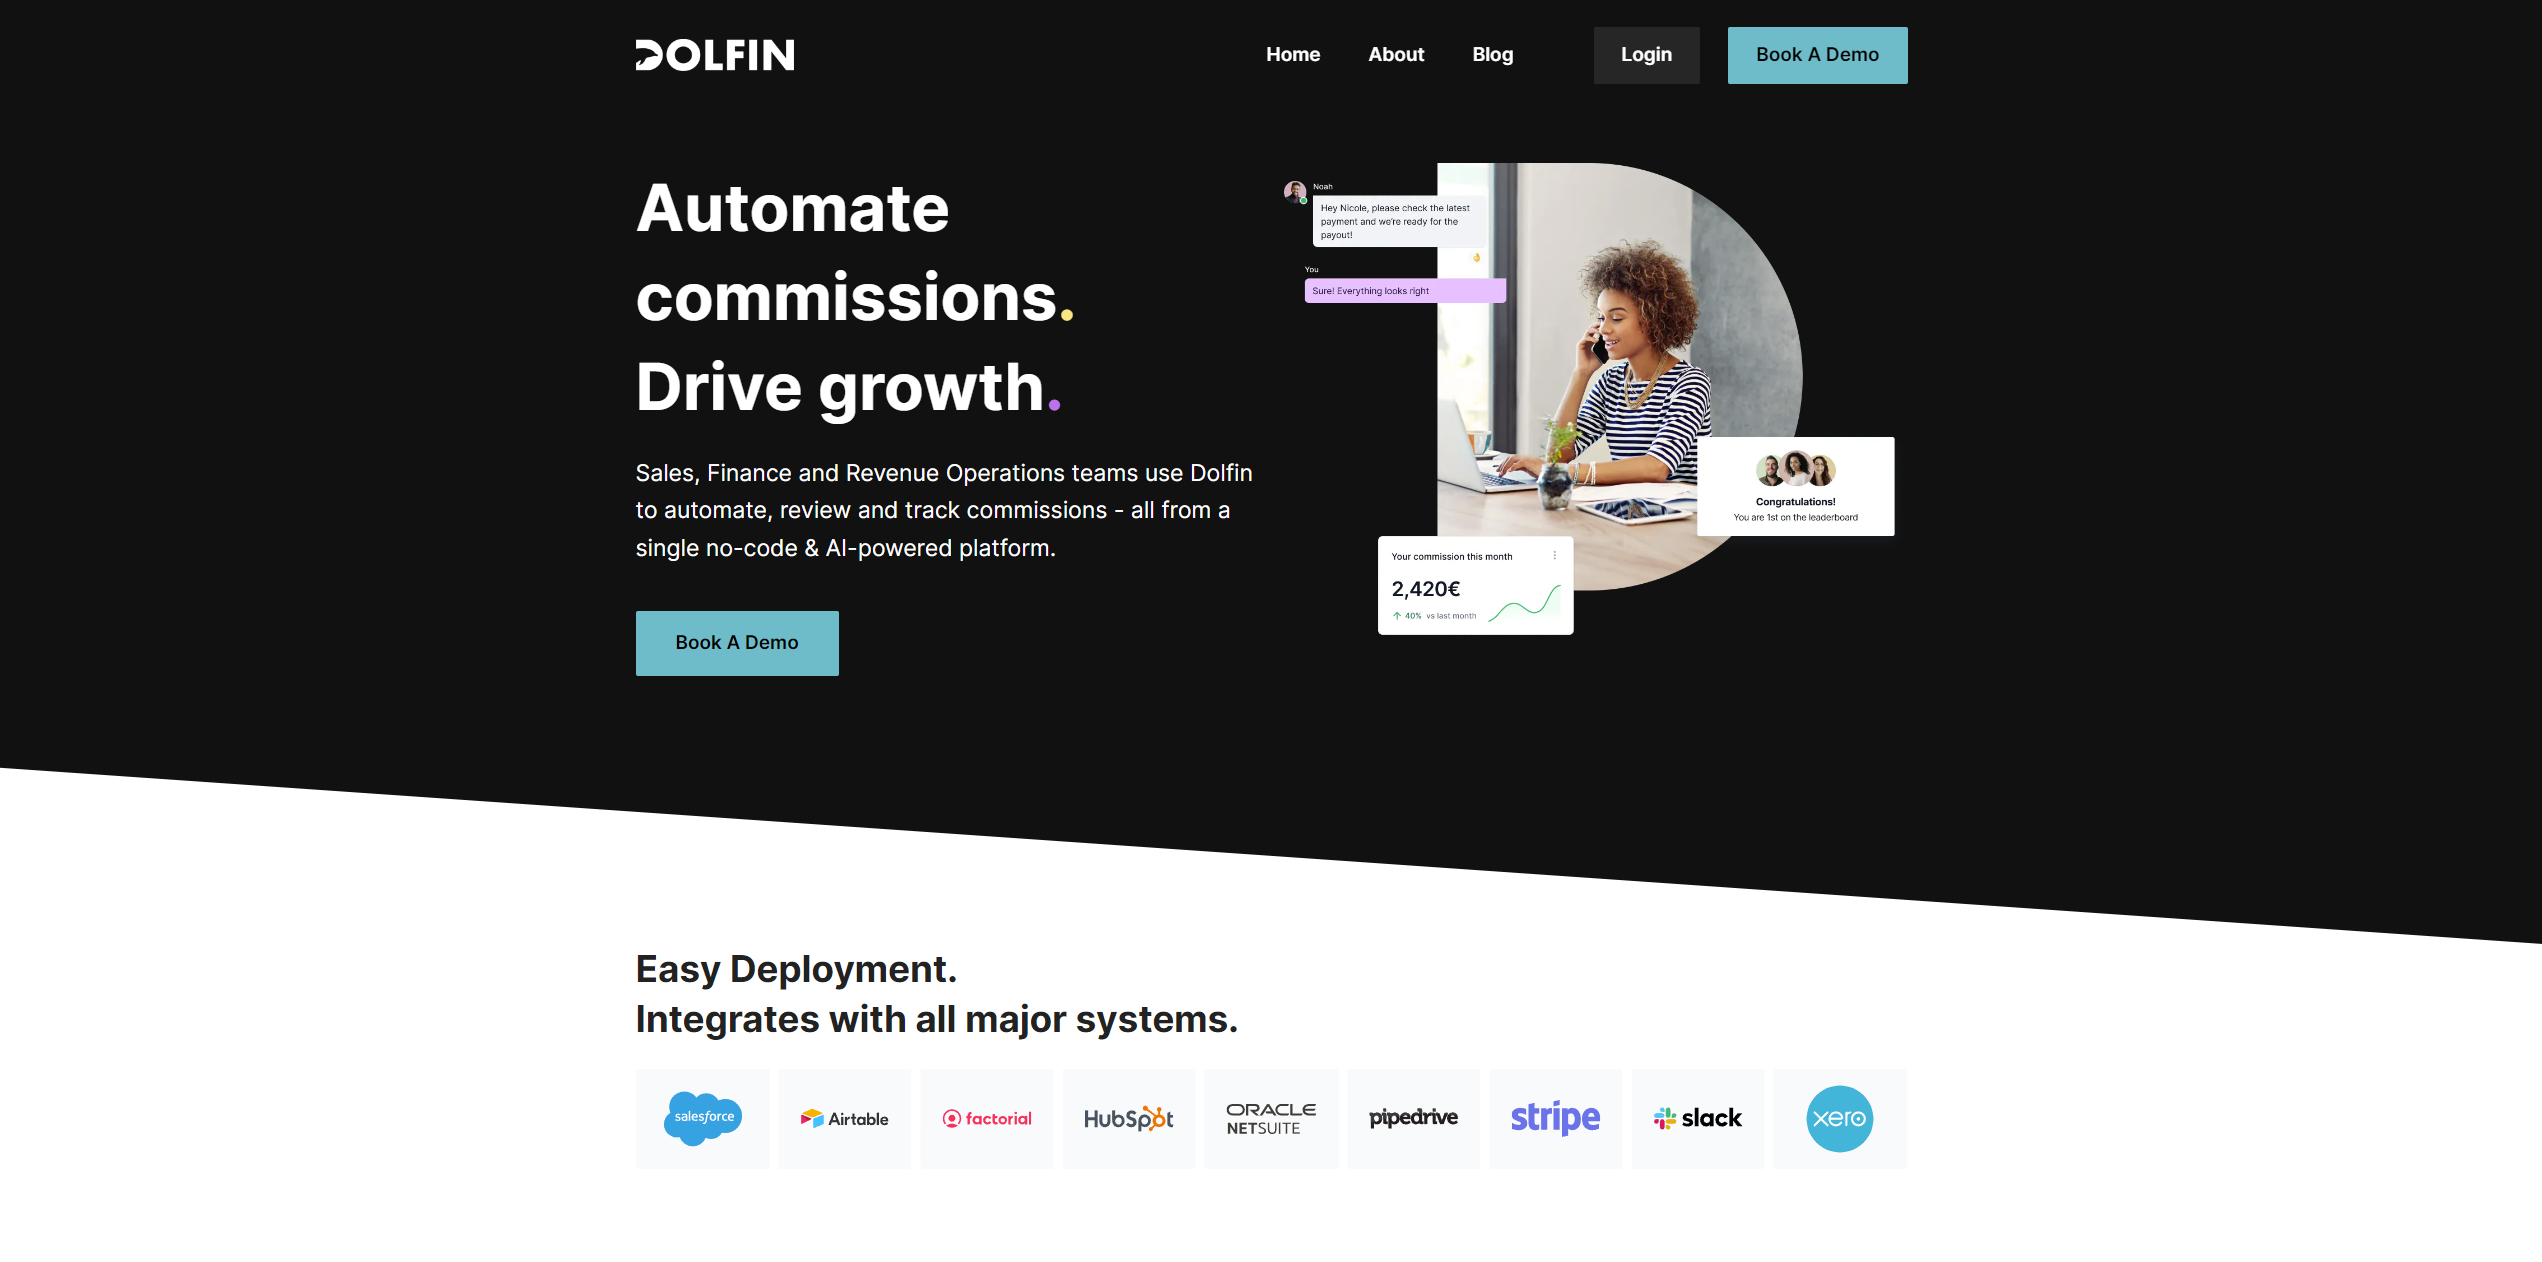 DOLFIN
Home
About
Blog
Login
Book A Demo
Automate
commissions.
Drive growth.
Sales, Finance and Revenue Operations teams use Dolfin
to automate, review and track commissions - all from a
single no-code & AI-powered platform.
Book A Demo
Noah
Hey Nicole, please check the latest
payment and we're ready for the
payout!
You
Sure! Everything looks right
Congratulations!
You are 1st on the leaderboard
Your commission this month
2,420€
40% vs last month
Easy Deployment.
Integrates with all major systems.
salesforce
Airtable
factorial
HubSpot
ORACLE
NETSUITE
pipedrive
stripe
slack
xero